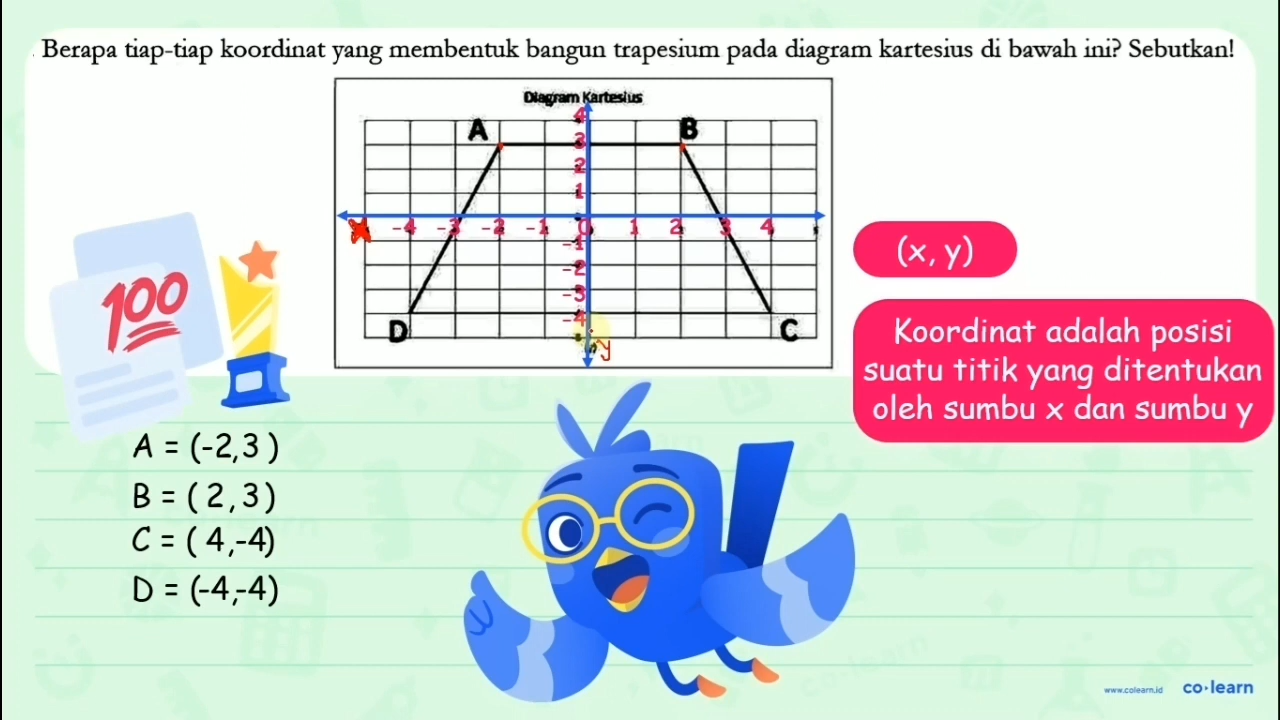 Berapa tiap-tiap koordinat yang membentuk bangun trapesium pada diagram kartesius di bawah ini? Sebutkan!
Diagram Kartesius
4
A B
3
2
1
x -4 -3 -2 -1 0 1 2 3 4
-1
-2
-3
-4
D C
y
100
(x, y)
Koordinat adalah posisi
suatu titik yang ditentukan
oleh sumbu x dan sumbu y
A = (-2,3 )
B = ( 2,3)
C = ( 4,-4)
D = (-4,-4)
www.colearn.id co·learn